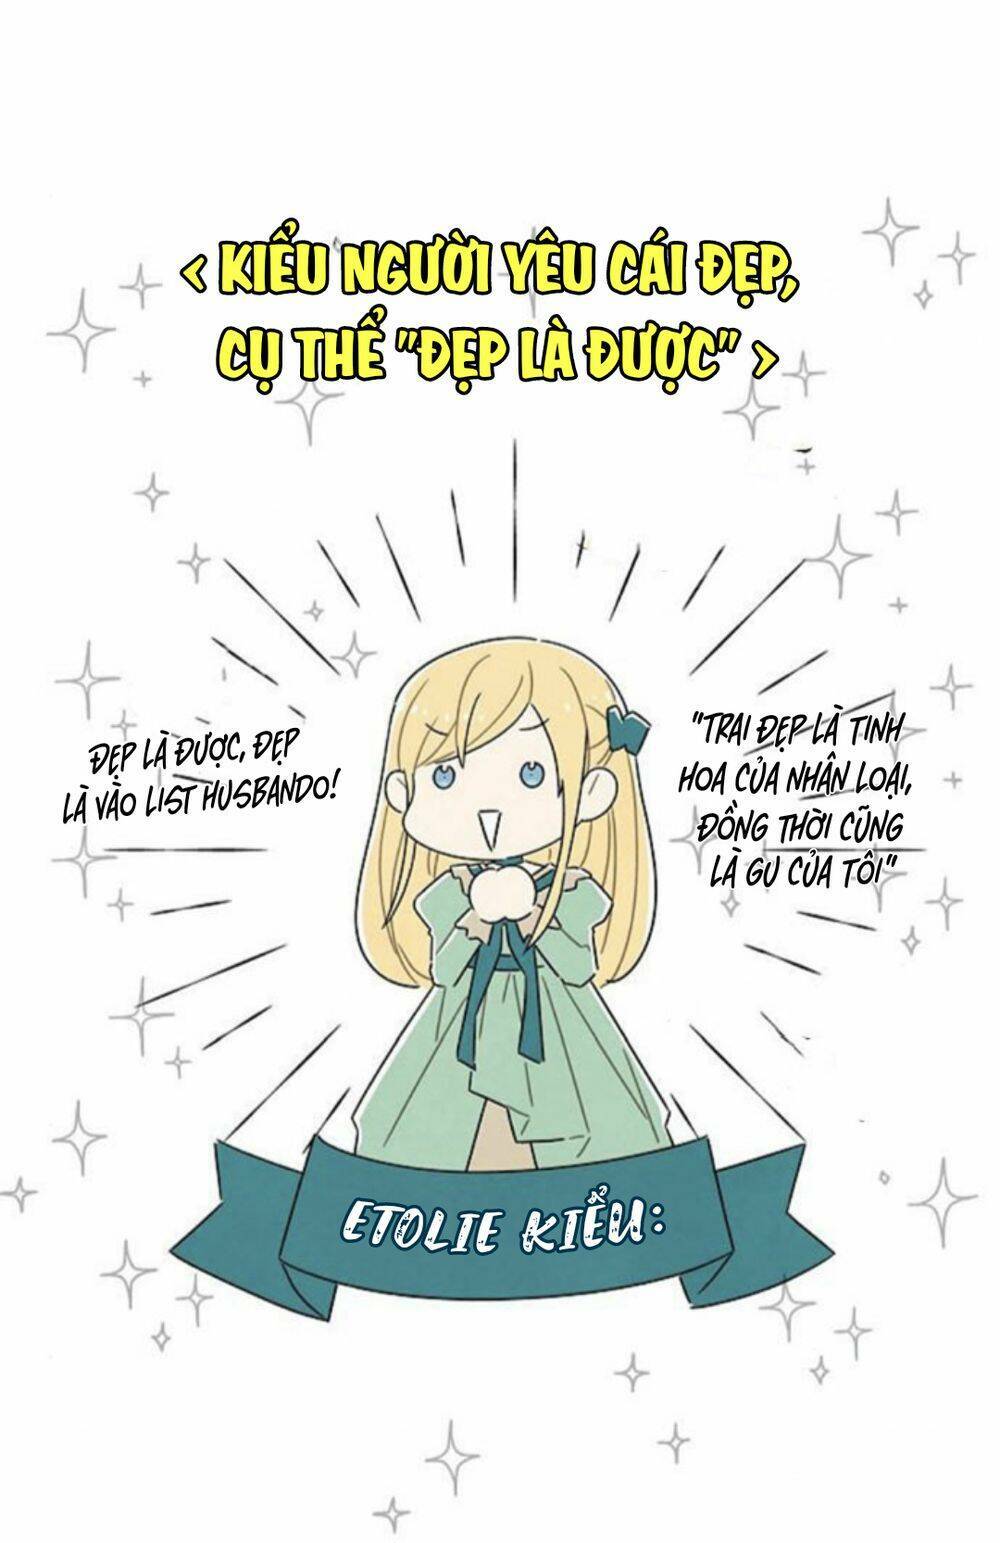 < KIỂU NGƯỜI YÊU CÁI ĐẸP,
CỤ THỂ "ĐẸP LÀ ĐƯỢC" >
ĐẸP LÀ ĐƯỢC, ĐẸP
LÀ VÀO LIST HUSBANDO!
"TRAI ĐẸP LÀ TINH
HOA CỦA NHÂN LOẠI,
ĐỒNG THỜI CŨNG
LÀ GU CỦA TÔI"
ETOLIE KIỂU: